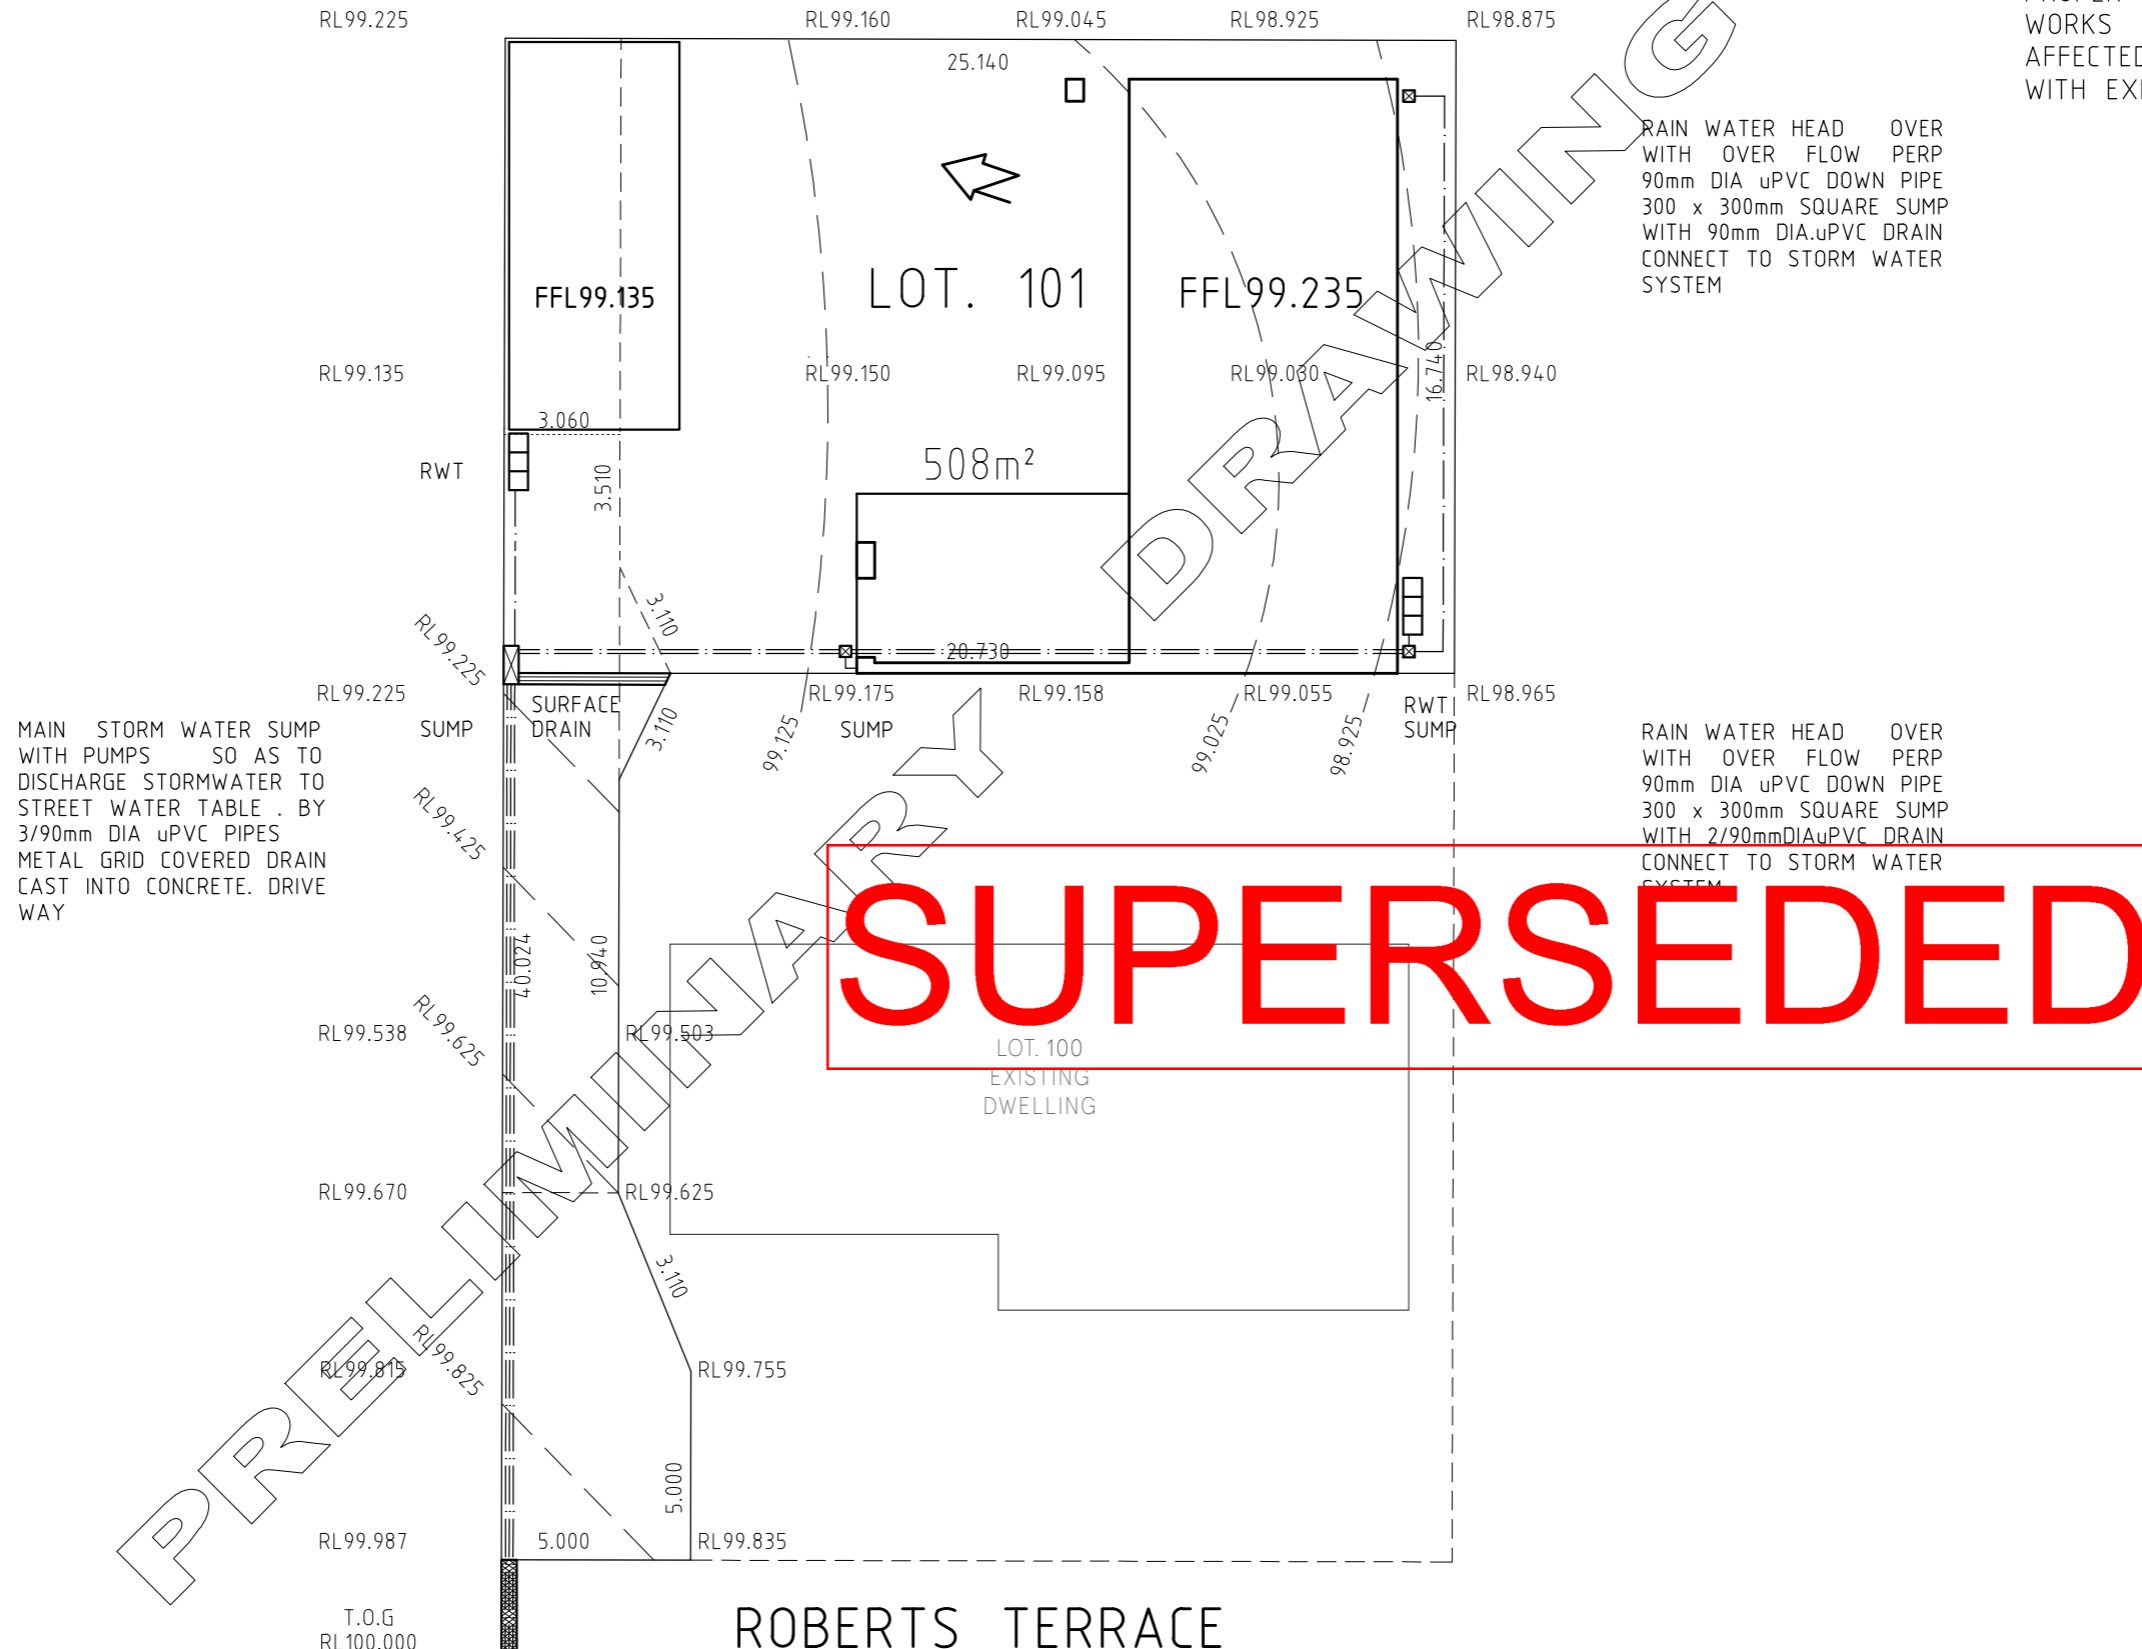 RL99.225
RL99.160
RL99.045
RL98.925
RL98.875
WORKS
AFFECTED
25.140
RAIN WATER HEAD OVER
WITH OVER FLOW PERP
90mm DIA uPVC DOWN PIPE
300 x 300mm SQUARE SUMP
WITH 90mm DIA.uPVC DRAIN
CONNECT TO STORM WATER
SYSTEM
FFL99.135
LOT. 101
FFL99.235
RL99.135
RL99.150
RL99.095
RL99.030
16.740
RL98.940
3.060
RWT
3.510
508m²
3.110
RL99.225
20.730
RL99.225
SURFACE
DRAIN
SUMP
3.110
RL99.175
SUMP
RL99.158
RL99.055
RWT
SUMP
RL98.965
99.125
99.025
98.925
MAIN STORM WATER SUMP
WITH PUMPS SO AS TO
DISCHARGE STORMWATER TO
STREET WATER TABLE . BY
3/90mm DIA uPVC PIPES
METAL GRID COVERED DRAIN
CAST INTO CONCRETE. DRIVE
WAY
RAIN WATER HEAD OVER
WITH OVER FLOW PERP
90mm DIA uPVC DOWN PIPE
300 x 300mm SQUARE SUMP
WITH 2/90mmDIAuPVC DRAIN
CONNECT TO STORM WATER
SYSTEM
RL99.425
SUPERSEDED
40.024
10.940
RL99.538
RL99.625
RL99.503
LOT. 100
EXISTING
DWELLING
RL99.670
RL99.625
3.110
RL99.815
RL99.825
RL99.755
5.000
RL99.987
5.000
RL99.835
PRELIMINARY DRAWING
T.O.G
RL100.000
ROBERTS TERRACE